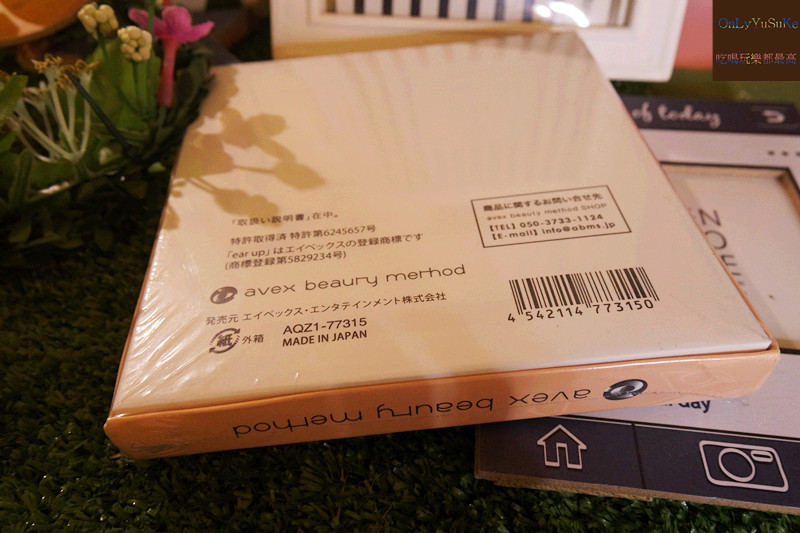 OnLyYuSuKe
吃喝玩樂都最高
of today
「取扱い説明書」在中。
特許取得済 特許第6245657号
「ear up」はエイベックスの登録商標です
(商標登録第5829234号)
avex beauty method
発売元 エイベックス・エンタテインメント株式会社
紙 外箱
AQZ1-77315
MADE IN JAPAN
商品に関するお問い合せ先
avex beauty method SHOP
【TEL】050-3733-1124
【E-mail】info@abms.jp
4 542114 773150
avex beauty method
day